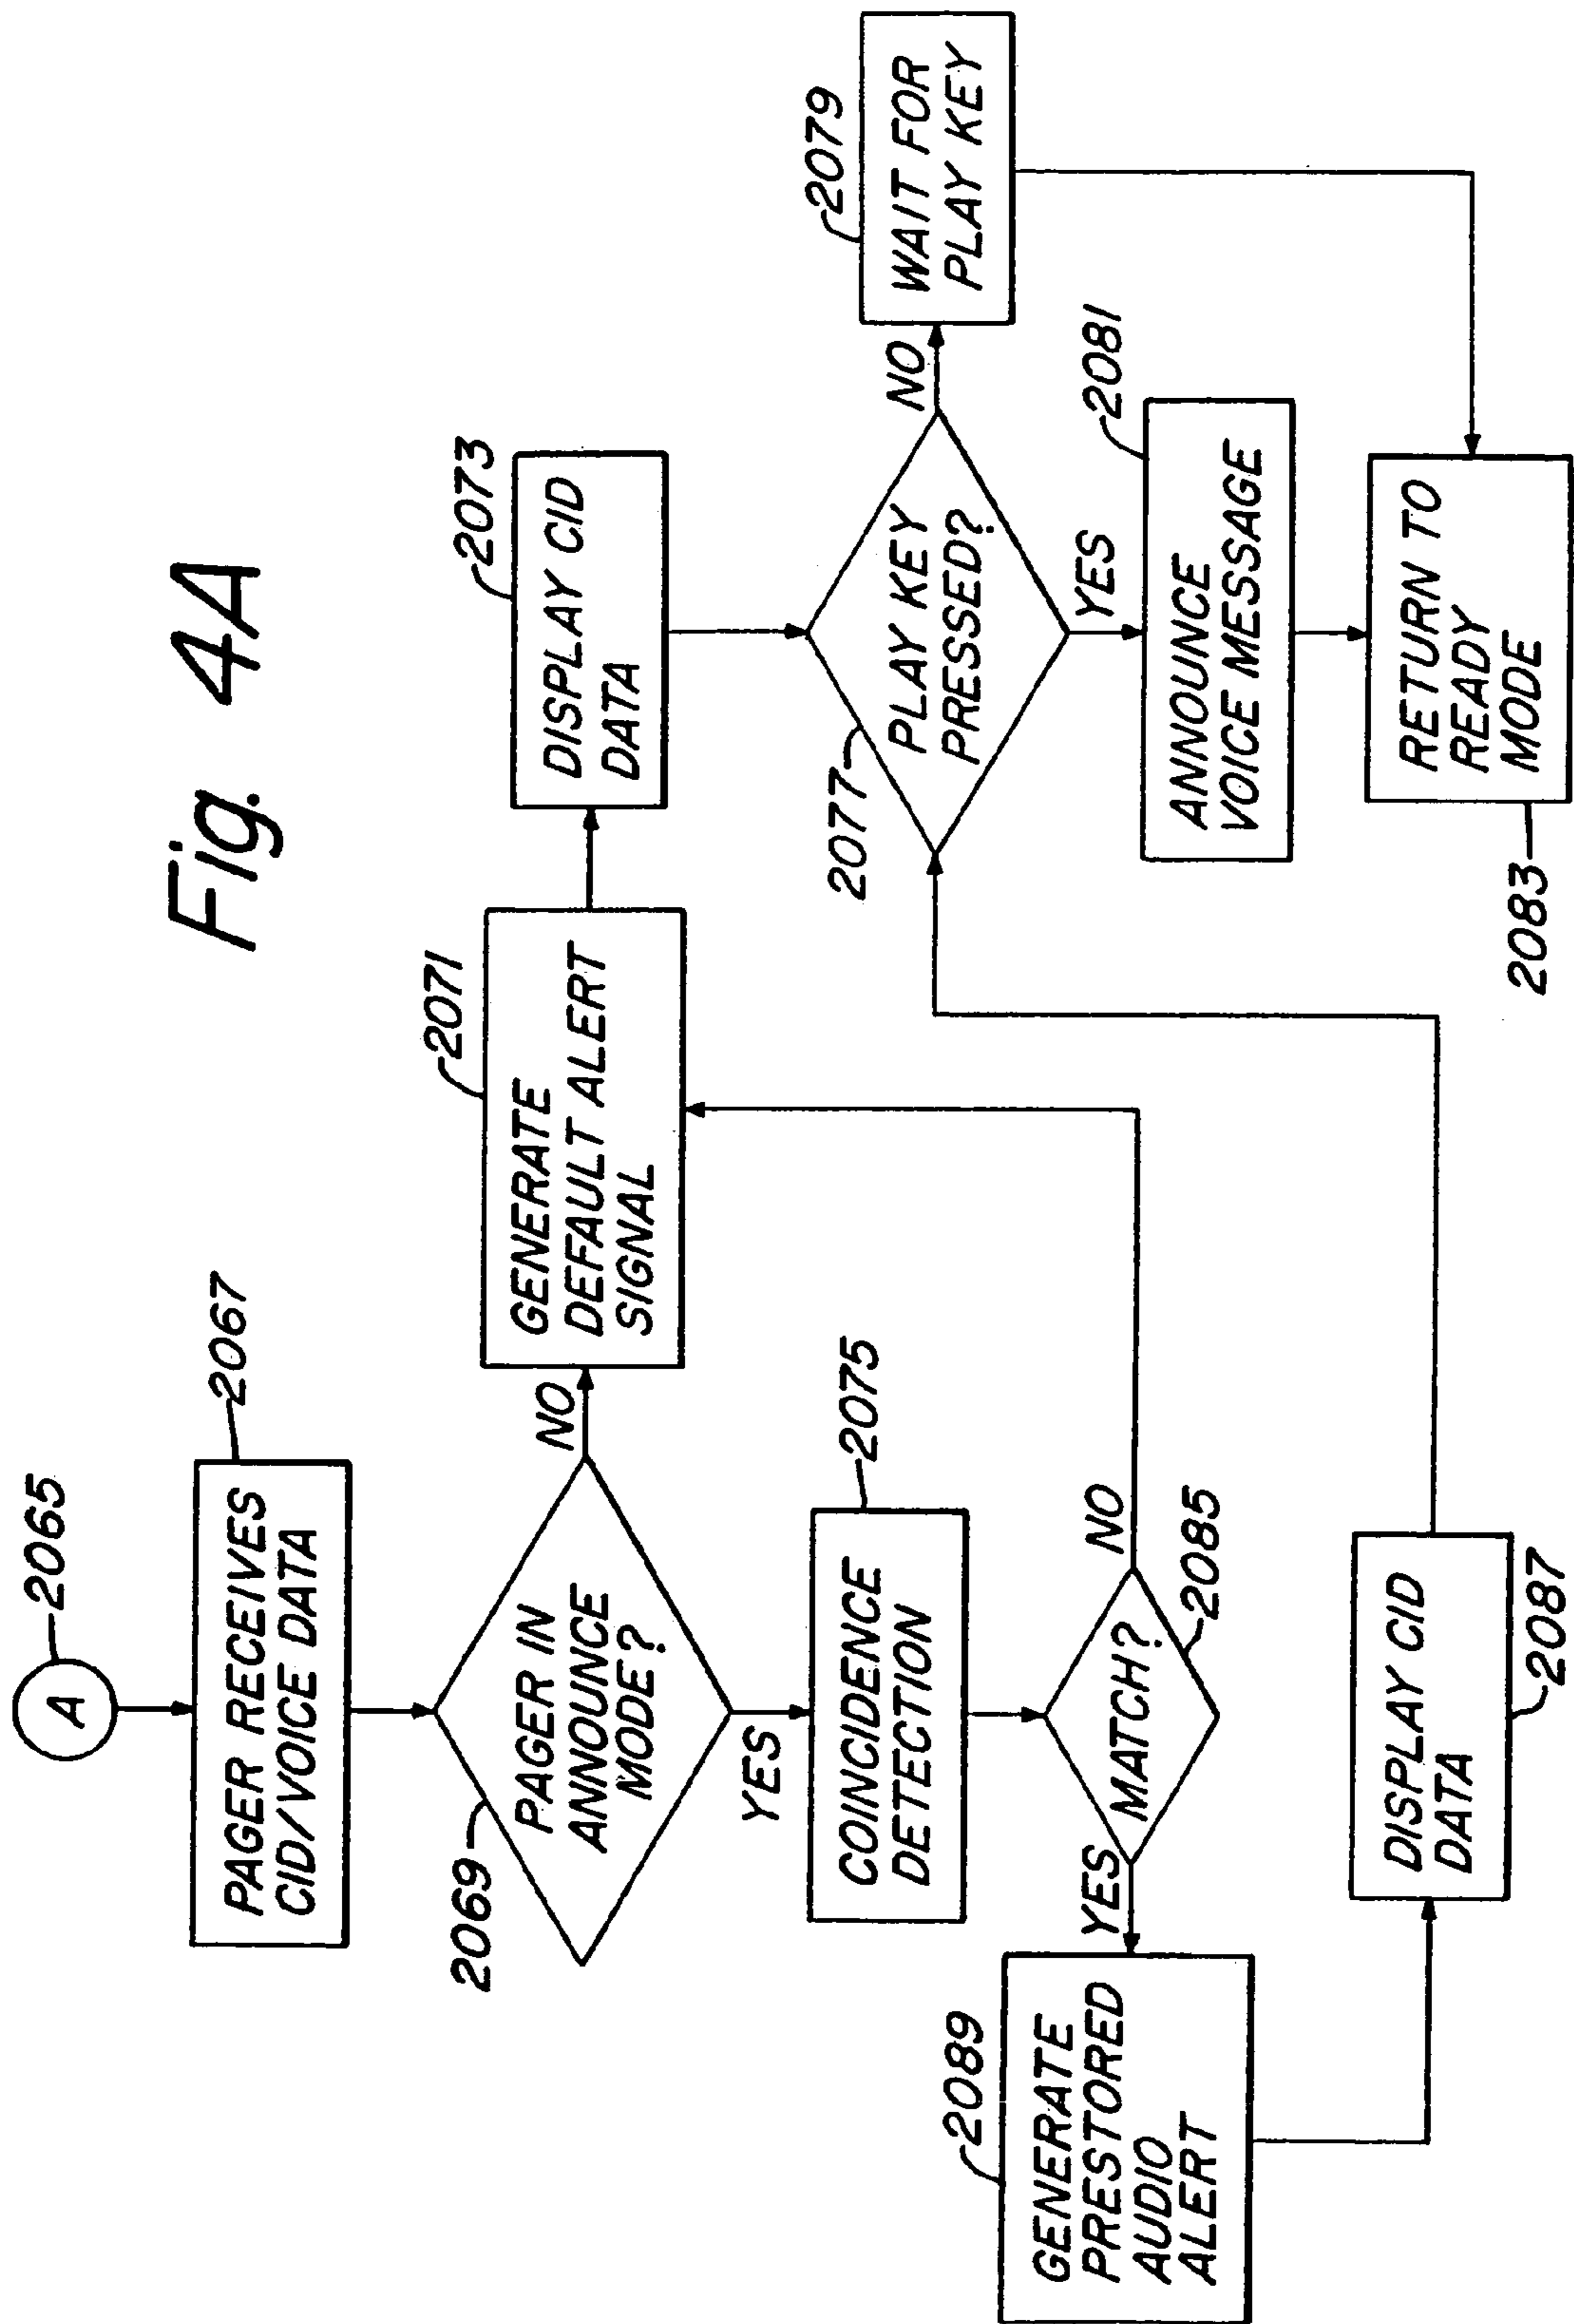 Fig. 4A
A
2065
PAGER RECEIVES
CID/VOICE DATA
2067
PAGER IN
ANNOUNCE
MODE?
2069
NO
YES
GENERATE
DEFAULT ALERT
SIGNAL
2071
DISPLAY CID
DATA
2073
COINCIDENCE
DETECTION
2075
MATCH?
2085
NO
YES
GENERATE
PRESTORED
AUDIO
ALERT
2089
DISPLAY CID
DATA
2087
PLAY KEY
PRESSED?
2077
NO
YES
WAIT FOR
PLAY KEY
2079
ANNOUNCE
VOICE MESSAGE
2081
RETURN TO
READY
MODE
2083